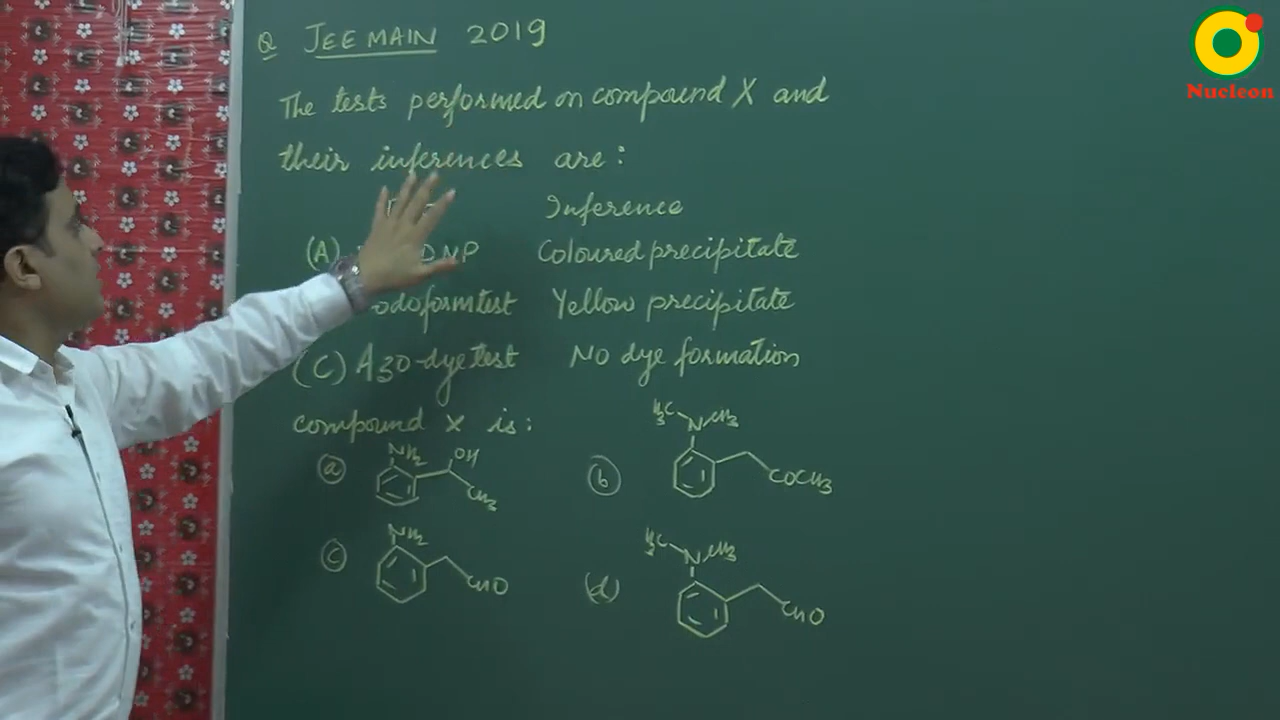 Q JEE MAIN 2019
Nucleon
The tests performed on compound X and
their inferences are:
Inference
(A) DNP Coloured precipitate
odoform test Yellow precipitate
(C) Azo-dye test No dye formation
compound X is:
(a) NH2 OH CH3
(b) H3C N CH3 COCH3
(c) NH2 CHO
(d) H3C N CH3 CHO